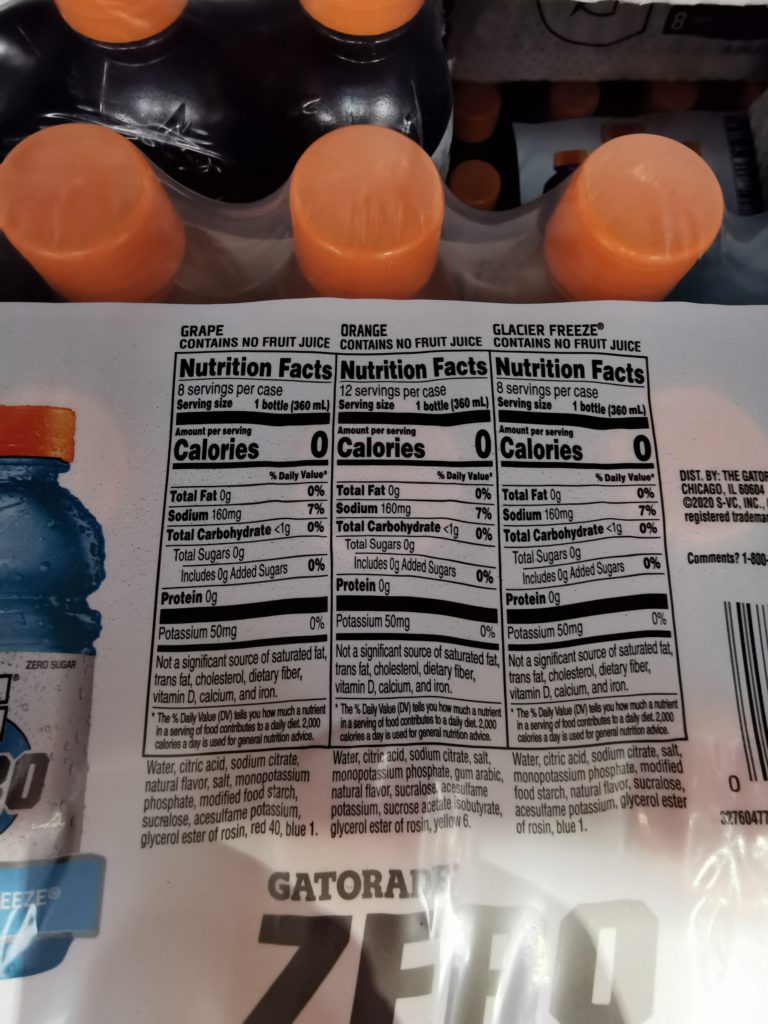 8
GRAPE
CONTAINS NO FRUIT JUICE
Nutrition Facts
8 servings per case
Serving size 1 bottle (360 mL)
Amount per serving
Calories 0
% Daily Value*
Total Fat 0g 0%
Sodium 160mg 7%
Total Carbohydrate <1g 0%
Total Sugars 0g
Includes 0g Added Sugars 0%
Protein 0g
Potassium 50mg 0%
Not a significant source of saturated fat,
trans fat, cholesterol, dietary fiber,
vitamin D, calcium, and iron.
* The % Daily Value (DV) tells you how much a nutrient
in a serving of food contributes to a daily diet. 2,000
calories a day is used for general nutrition advice.
Water, citric acid, sodium citrate,
natural flavor, salt, monopotassium
phosphate, modified food starch,
sucralose, acesulfame potassium,
glycerol ester of rosin, red 40, blue 1.
ORANGE
CONTAINS NO FRUIT JUICE
Nutrition Facts
12 servings per case
Serving size 1 bottle (360 mL)
Amount per serving
Calories 0
% Daily Value*
Total Fat 0g 0%
Sodium 160mg 7%
Total Carbohydrate <1g 0%
Total Sugars 0g
Includes 0g Added Sugars 0%
Protein 0g
Potassium 50mg 0%
Not a significant source of saturated fat,
trans fat, cholesterol, dietary fiber,
vitamin D, calcium, and iron.
* The % Daily Value (DV) tells you how much a nutrient
in a serving of food contributes to a daily diet. 2,000
calories a day is used for general nutrition advice.
Water, citric acid, sodium citrate, salt,
monopotassium phosphate, gum arabic,
natural flavor, sucralose, acesulfame
potassium, sucrose acetate isobutyrate,
glycerol ester of rosin, yellow 6.
GLACIER FREEZE®
CONTAINS NO FRUIT JUICE
Nutrition Facts
8 servings per case
Serving size 1 bottle (360 mL)
Amount per serving
Calories 0
% Daily Value*
Total Fat 0g 0%
Sodium 160mg 7%
Total Carbohydrate <1g 0%
Total Sugars 0g
Includes 0g Added Sugars 0%
Protein 0g
Potassium 50mg 0%
Not a significant source of saturated fat,
trans fat, cholesterol, dietary fiber,
vitamin D, calcium, and iron.
* The % Daily Value (DV) tells you how much a nutrient
in a serving of food contributes to a daily diet. 2,000
calories a day is used for general nutrition advice.
Water, citric acid, sodium citrate, salt,
monopotassium phosphate, modified
food starch, natural flavor, sucralose,
acesulfame potassium, glycerol ester
of rosin, blue 1.
DIST. BY: THE GATOR
CHICAGO, IL 60604
©2020 S-VC, INC.,
registered tradema
Comments? 1-800-
0
3276047
ZERO SUGAR
RO
EEZE®
GATORADE
ZERO